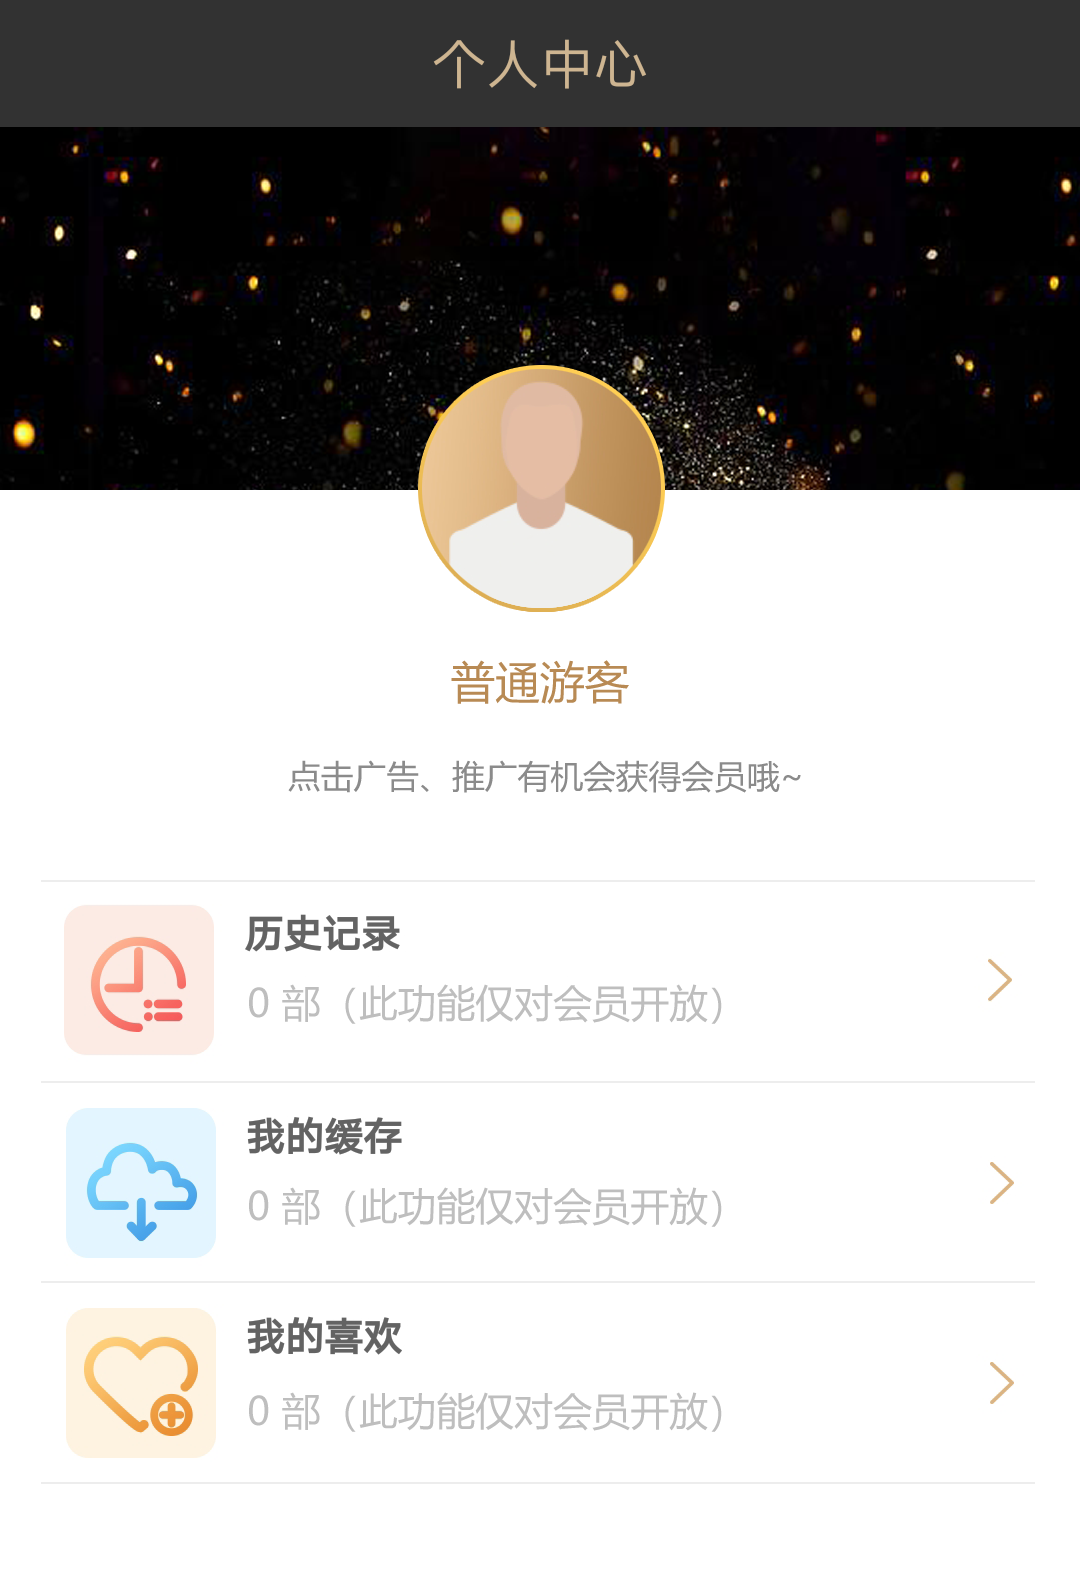 个人中心
普通游客
点击广告、推广有机会获得会员哦~
历史记录
0 部（此功能仅对会员开放）
我的缓存
0 部（此功能仅对会员开放）
我的喜欢
0 部（此功能仅对会员开放）